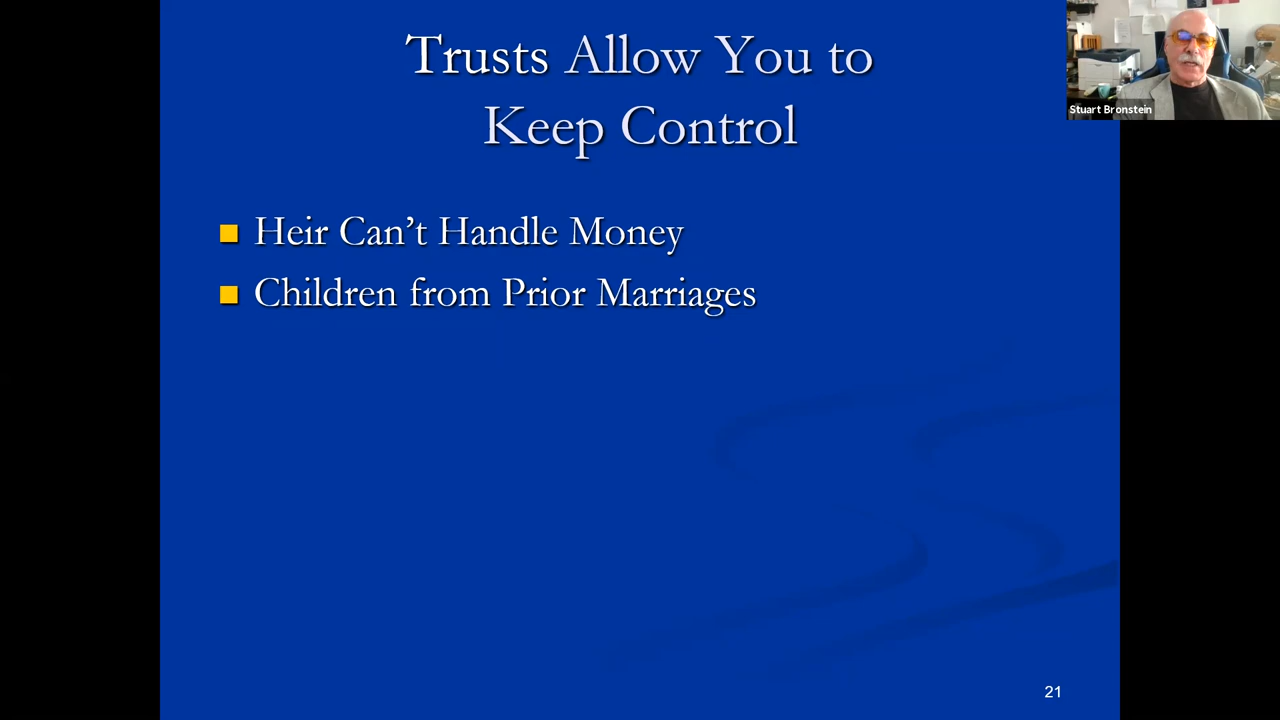 Trusts Allow You to
Keep Control
Stuart Bronstein
Heir Can’t Handle Money
Children from Prior Marriages
21